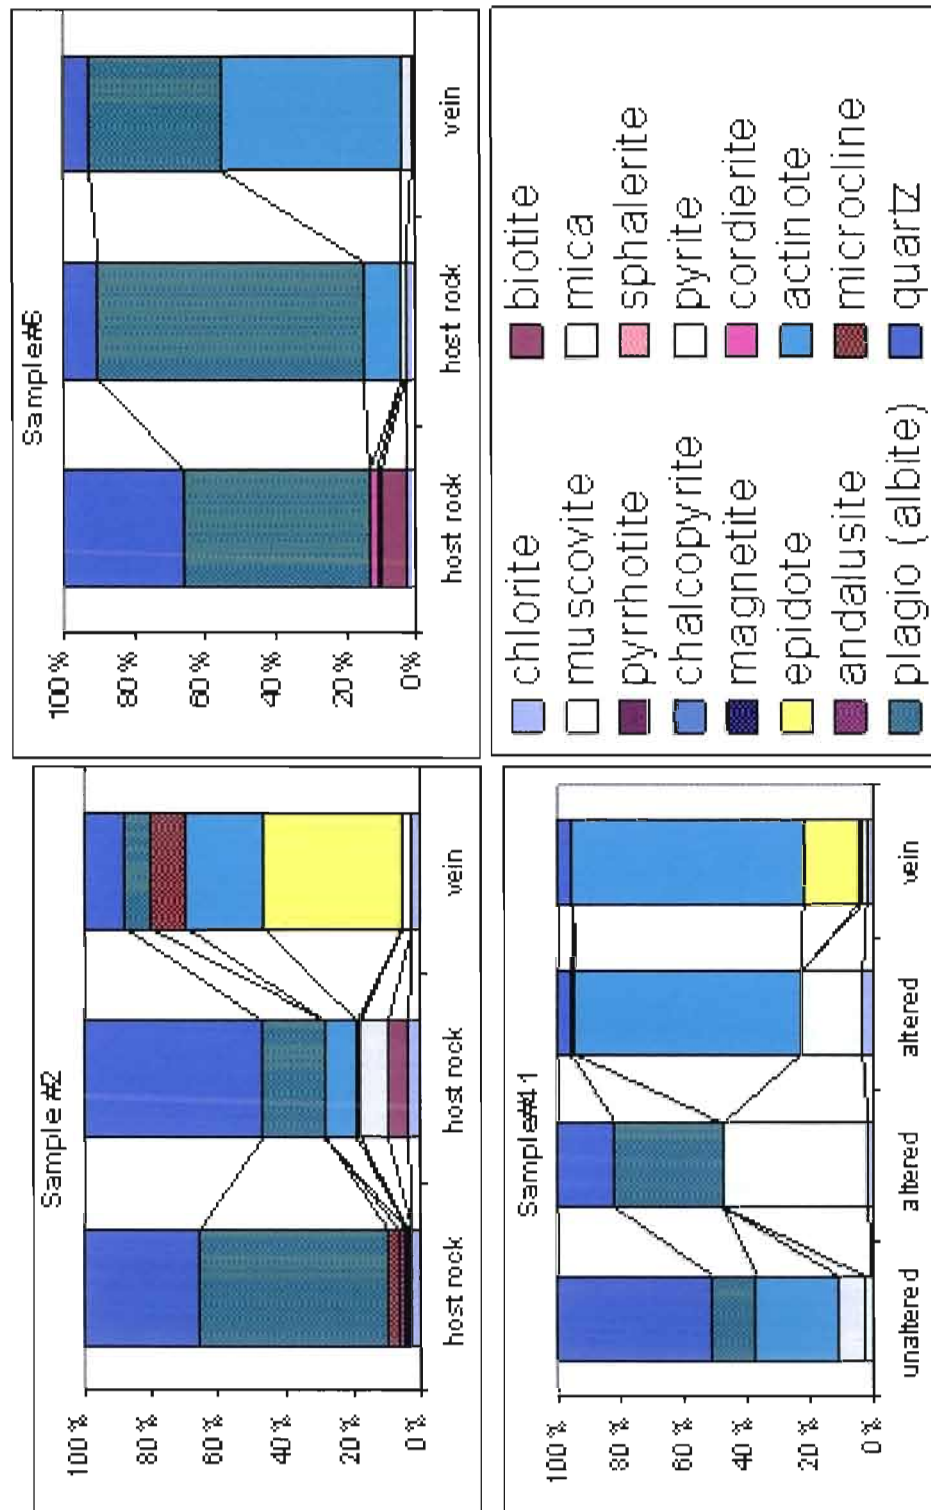 Sample #2
100 %
80 %
60 %
40 %
20 %
0 %
host rock
host rock
vein
Sample#6
100 %
80 %
60 %
40 %
20 %
0 %
host rock
host rock
vein
Sample#41
100 %
80 %
60 %
40 %
20 %
0 %
unaltered
altered
altered
vein
chlorite
biotite
muscovite
mica
pyrrhotite
sphalerite
chalcopyrite
pyrite
magnetite
cordierite
epidote
actinote
andalusite
microcline
plagio (albite)
quartz